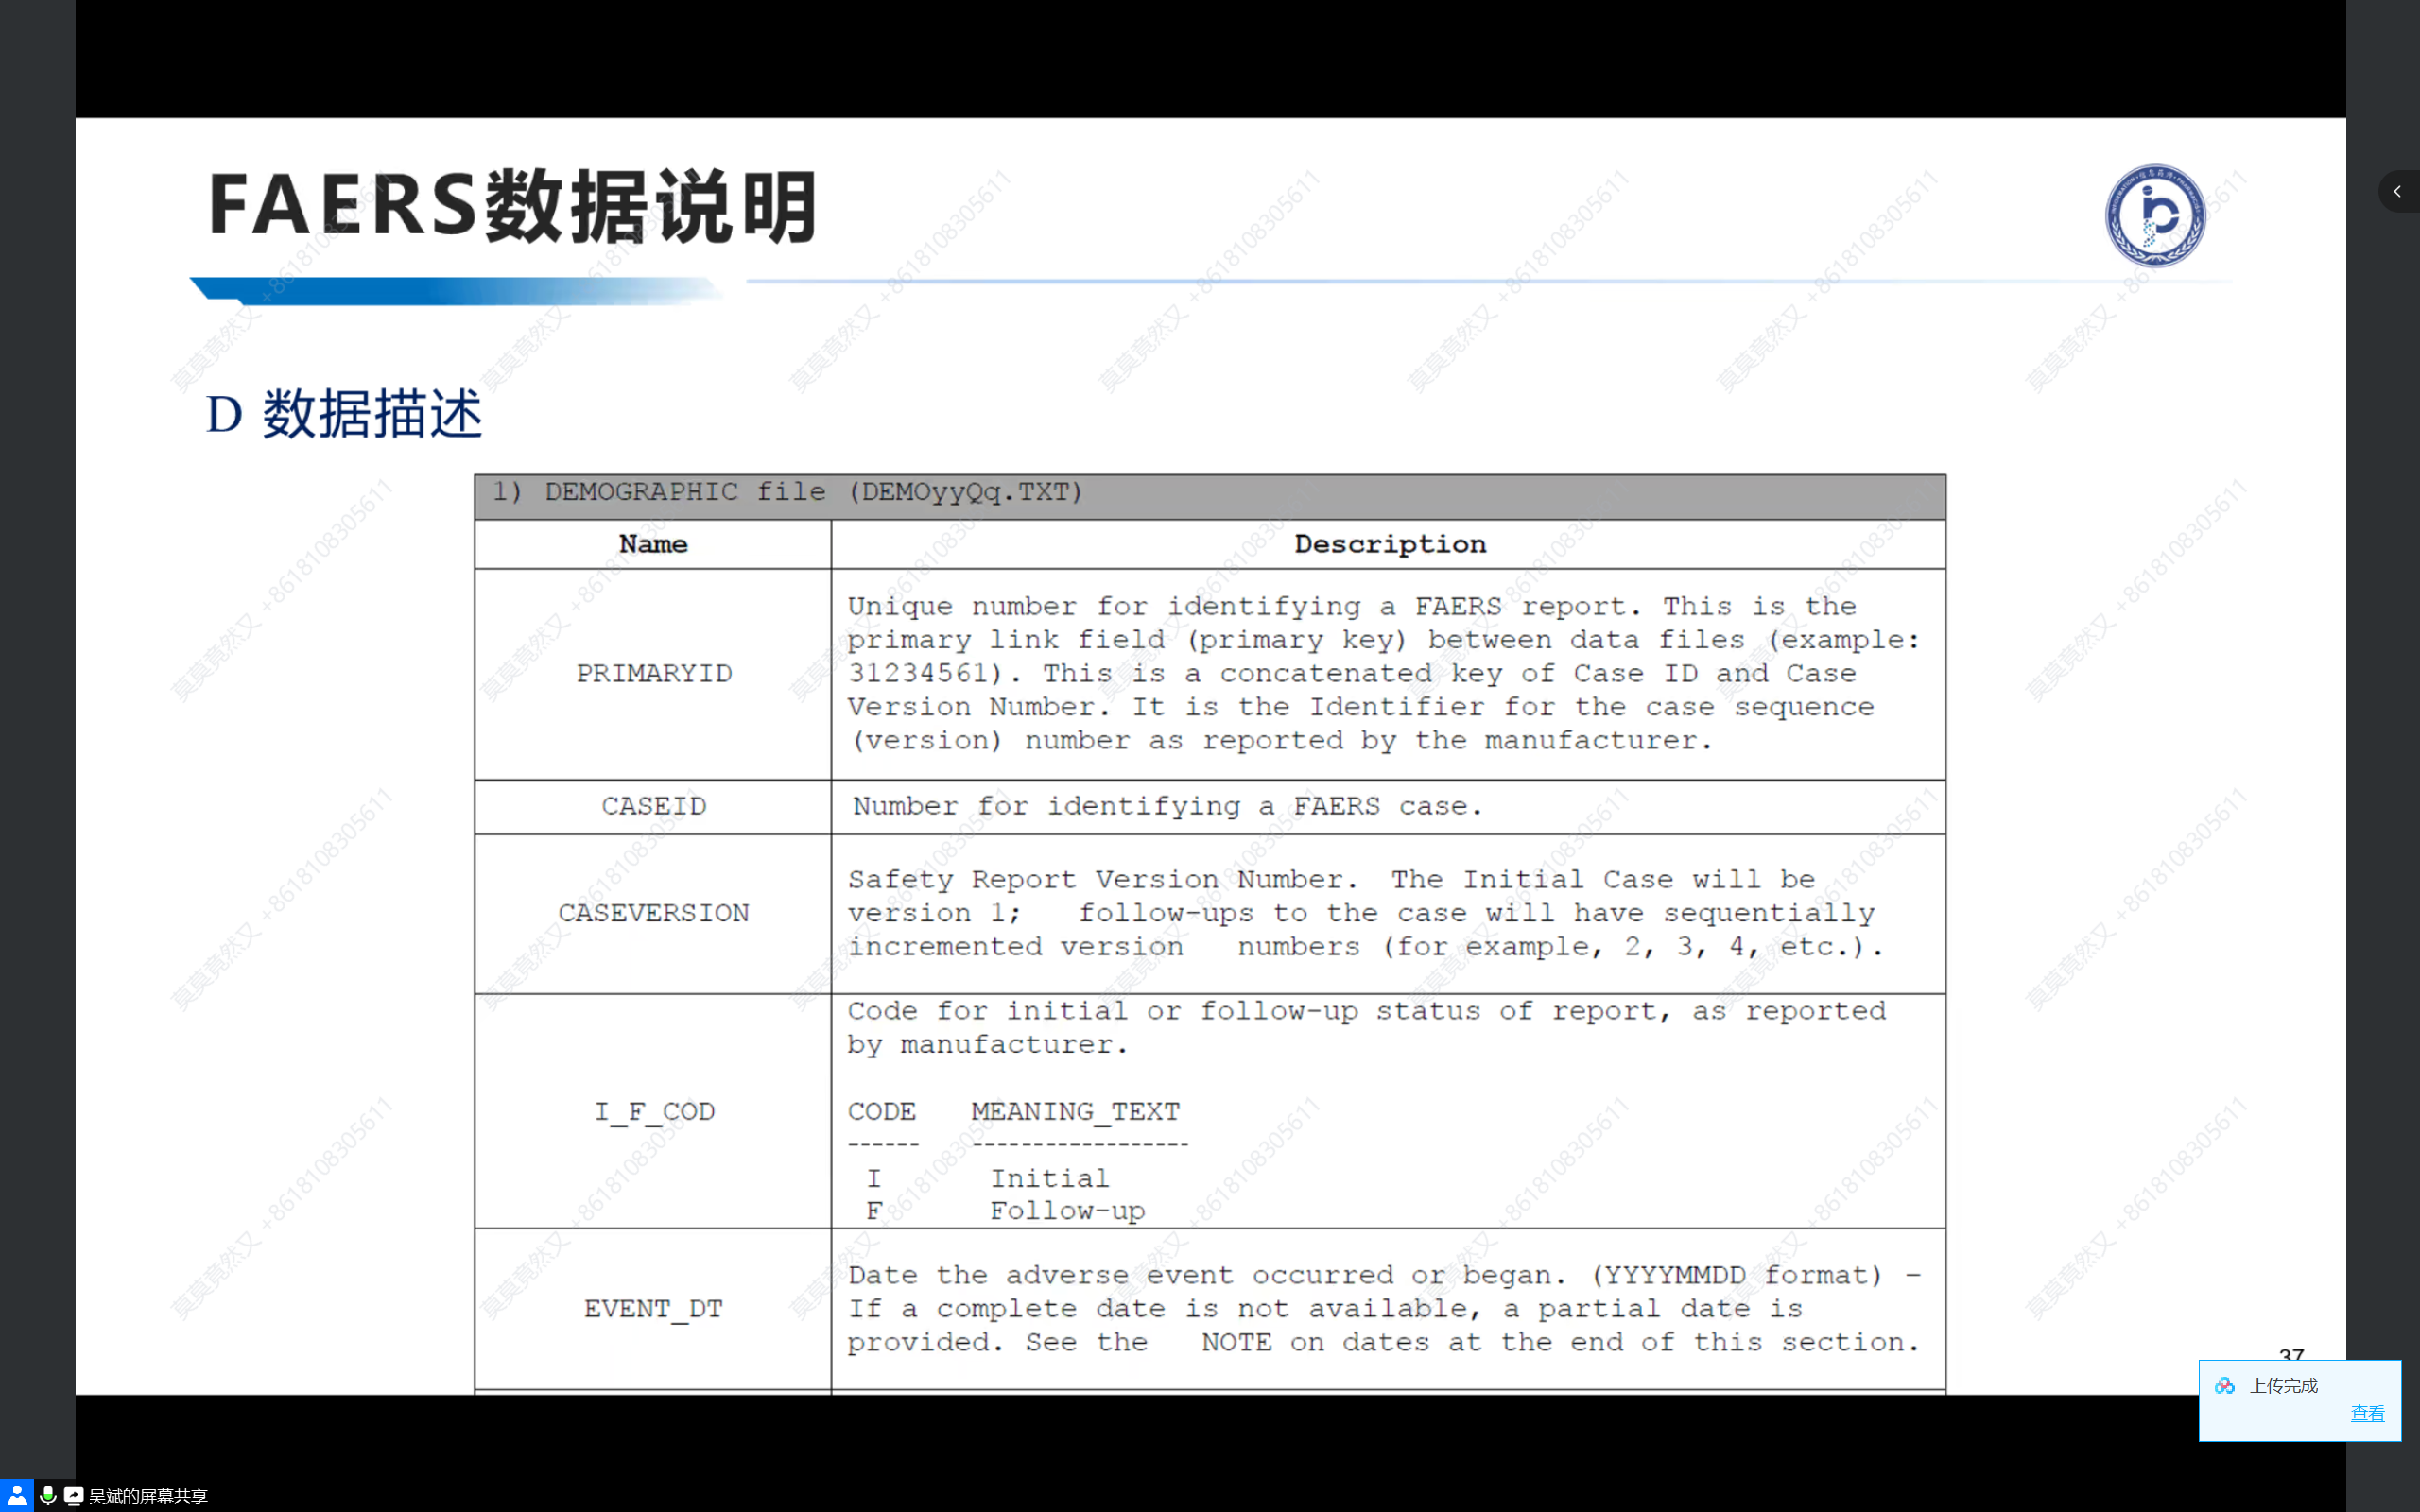 FAERS数据说明
D 数据描述
1) DEMOGRAPHIC file (DEMOyyQq.TXT)
Name
Description
PRIMARYID
Unique number for identifying a FAERS report. This is the
primary link field (primary key) between data files (example:
31234561). This is a concatenated key of Case ID and Case
Version Number. It is the Identifier for the case sequence
(version) number as reported by the manufacturer.
CASEID
Number for identifying a FAERS case.
CASEVERSION
Safety Report Version Number. The Initial Case will be
version 1; follow-ups to the case will have sequentially
incremented version numbers (for example, 2, 3, 4, etc.).
I_F_COD
Code for initial or follow-up status of report, as reported
by manufacturer.
CODE MEANING_TEXT
------ ------------------
I Initial
F Follow-up
EVENT_DT
Date the adverse event occurred or began. (YYYYMMDD format) –
If a complete date is not available, a partial date is
provided. See the NOTE on dates at the end of this section.
37
上传完成
查看
吴斌的屏幕共享
莫莫竟然又 +8618108305611